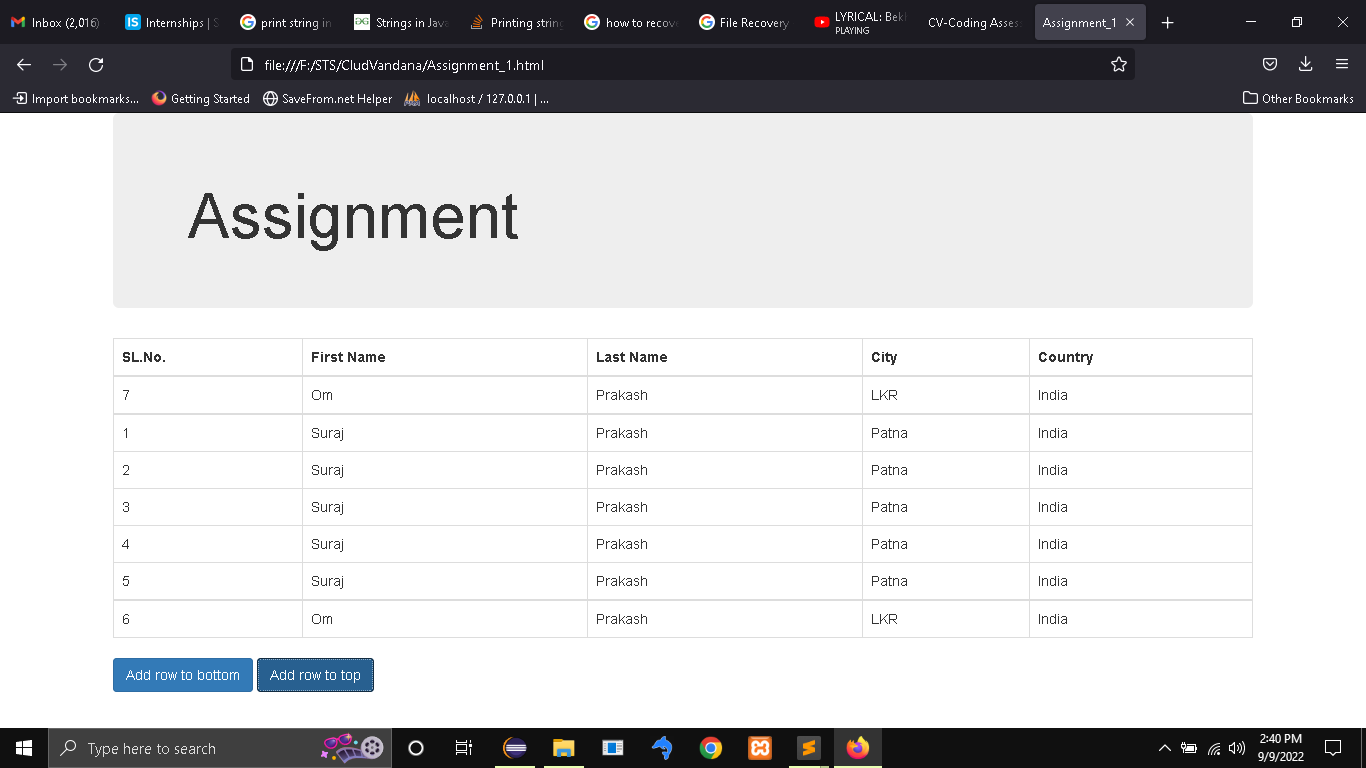 Inbox (2,016) Internships | S print string in Strings in Java Printing string how to recove File Recovery LYRICAL: Bek CV-Coding Assess Assignment_1
PLAYING
file:///F:/STS/CludVandana/Assignment_1.html
Import bookmarks... Getting Started SaveFrom.net Helper localhost / 127.0.0.1 | ... Other Bookmarks
Assignment
SL.No. First Name Last Name City Country
7 Om Prakash LKR India
1 Suraj Prakash Patna India
2 Suraj Prakash Patna India
3 Suraj Prakash Patna India
4 Suraj Prakash Patna India
5 Suraj Prakash Patna India
6 Om Prakash LKR India
Add row to bottom Add row to top
Type here to search
2:40 PM
9/9/2022